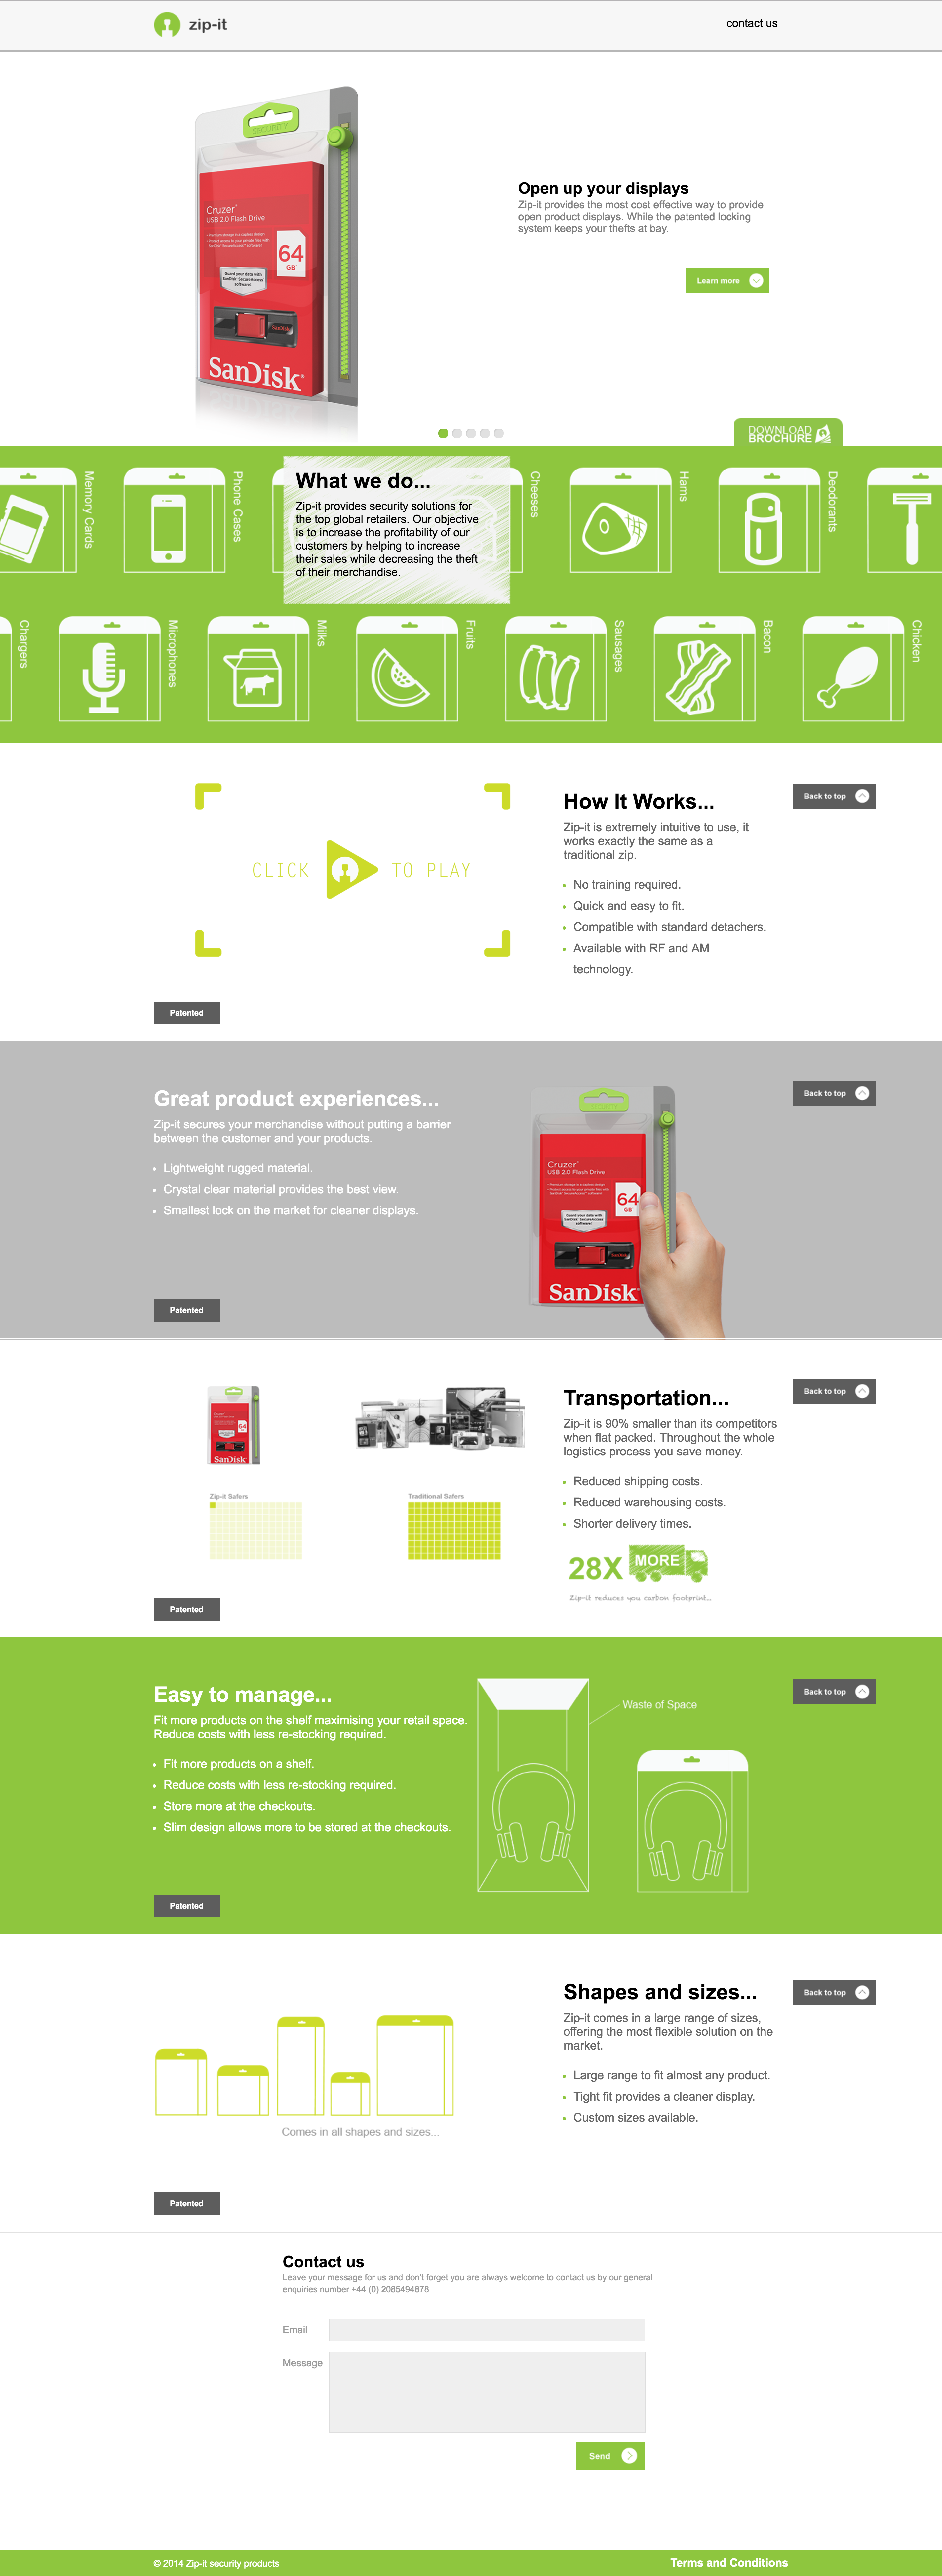 zip-it
contact us
SECURITY
Cruzer
USB 2.0 Flash Drive
64
GB
Guard your data with
SanDisk SecureAccess
software!
SanDisk
SanDisk
Open up your displays
Zip-it provides the most cost effective way to provide
open product displays. While the patented locking
system keeps your thefts at bay.
Learn more
DOWNLOAD
BROCHURE
Memory Cards
Phone Cases
Cheeses
Hams
Deodorants
What we do...
Zip-it provides security solutions for
the top global retailers. Our objective
is to increase the profitability of our
customers by helping to increase
their sales while decreasing the theft
of their merchandise.
Chargers
Microphones
Milks
Fruits
Sausages
Bacon
Chicken
CLICK TO PLAY
How It Works...
Zip-it is extremely intuitive to use, it
works exactly the same as a
traditional zip.
• No training required.
• Quick and easy to fit.
• Compatible with standard detachers.
• Available with RF and AM
technology.
Back to top
Patented
Great product experiences...
Zip-it secures your merchandise without putting a barrier
between the customer and your products.
• Lightweight rugged material.
• Crystal clear material provides the best view.
• Smallest lock on the market for cleaner displays.
Cruzer
USB 2.0 Flash Drive
64
GB
Guard your data with
SanDisk SecureAccess
software!
SanDisk
Back to top
Patented
64
SanDisk
Zip-it Safers
Traditional Safers
Transportation...
Zip-it is 90% smaller than its competitors
when flat packed. Throughout the whole
logistics process you save money.
• Reduced shipping costs.
• Reduced warehousing costs.
• Shorter delivery times.
28X MORE
Zip-it reduces you carbon footprint...
Back to top
Patented
Easy to manage...
Fit more products on the shelf maximising your retail space.
Reduce costs with less re-stocking required.
• Fit more products on a shelf.
• Reduce costs with less re-stocking required.
• Store more at the checkouts.
• Slim design allows more to be stored at the checkouts.
Waste of Space
Back to top
Patented
Comes in all shapes and sizes...
Shapes and sizes...
Zip-it comes in a large range of sizes,
offering the most flexible solution on the
market.
• Large range to fit almost any product.
• Tight fit provides a cleaner display.
• Custom sizes available.
Back to top
Patented
Contact us
Leave your message for us and don't forget you are always welcome to contact us by our general
enquiries number +44 (0) 2085494878
Email
Message
Send
© 2014 Zip-it security products
Terms and Conditions